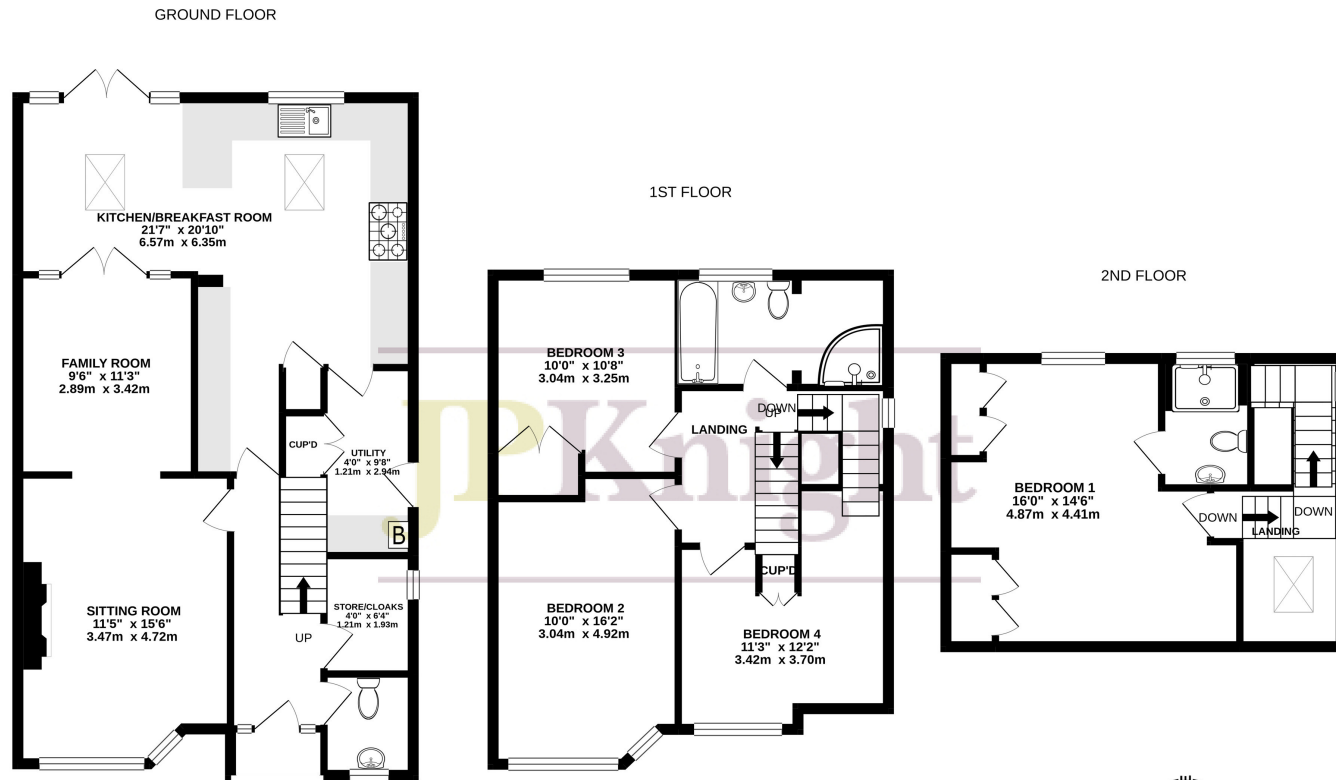 GROUND FLOOR
KITCHEN/BREAKFAST ROOM
21'7" x 20'10"
6.57m x 6.35m
FAMILY ROOM
9'6" x 11'3"
2.89m x 3.42m
CUP'D
UTILITY
4'0" x 9'8"
1.21m x 2.94m
B
SITTING ROOM
11'5" x 15'6"
3.47m x 4.72m
STORE/CLOAKS
4'0" x 6'4"
1.21m x 1.93m
UP
1ST FLOOR
BEDROOM 3
10'0" x 10'8"
3.04m x 3.25m
DOWN
UP
LANDING
BEDROOM 2
10'0" x 16'2"
3.04m x 4.92m
CUP'D
BEDROOM 4
11'3" x 12'2"
3.42m x 3.70m
2ND FLOOR
BEDROOM 1
16'0" x 14'6"
4.87m x 4.41m
DOWN
DOWN
LANDING
JPKnight